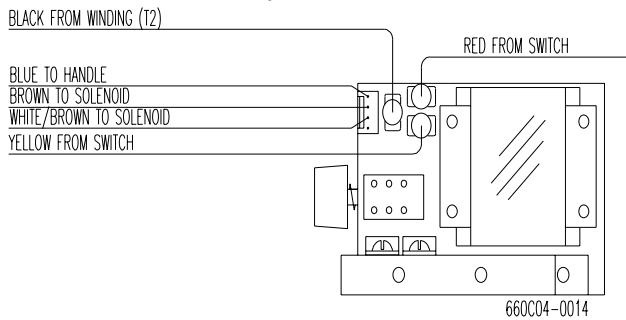 BLACK FROM WINDING (T2)
RED FROM SWITCH
BLUE TO HANDLE
BROWN TO SOLENOID
WHITE/BROWN TO SOLENOID
YELLOW FROM SWITCH
660C04-0014